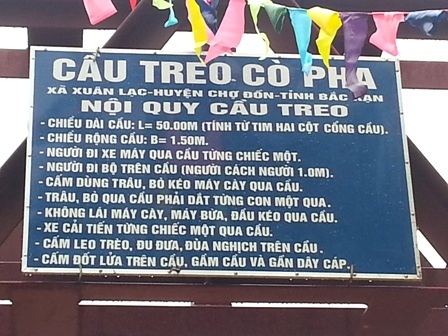 CẦU TREO CÒ PHA
XÃ XUÂN LẠC-HUYỆN CHỢ ĐỒN-TỈNH BẮC KẠN
NỘI QUY CẦU TREO
- CHIỀU DÀI CẦU: L= 50.00M (TÍNH TỪ TIM HAI CỘT CỔNG CẦU).
- CHIỀU RỘNG CẦU: B= 1.50M.
- NGƯỜI ĐI XE MÁY QUA CẦU TỪNG CHIẾC MỘT.
- NGƯỜI ĐI BỘ TRÊN CẦU (NGƯỜI CÁCH NGƯỜI 1.0M).
- CẤM DÙNG TRÂU, BÒ KÉO MÁY CÀY QUA CẦU.
- TRÂU, BÒ QUA CẦU PHẢI DẮT TỪNG CON MỘT QUA.
- KHÔNG LÁI MÁY CÀY, MÁY BỪA, ĐẦU KÉO QUA CẦU.
- XE CẢI TIẾN TỪNG CHIẾC MỘT QUA CẦU.
- CẤM LEO TRÈO, ĐU ĐƯA, ĐÙA NGHỊCH TRÊN CẦU.
- CẤM ĐỐT LỬA TRÊN CẦU, GẦM CẦU VÀ GẦN DÂY CÁP.